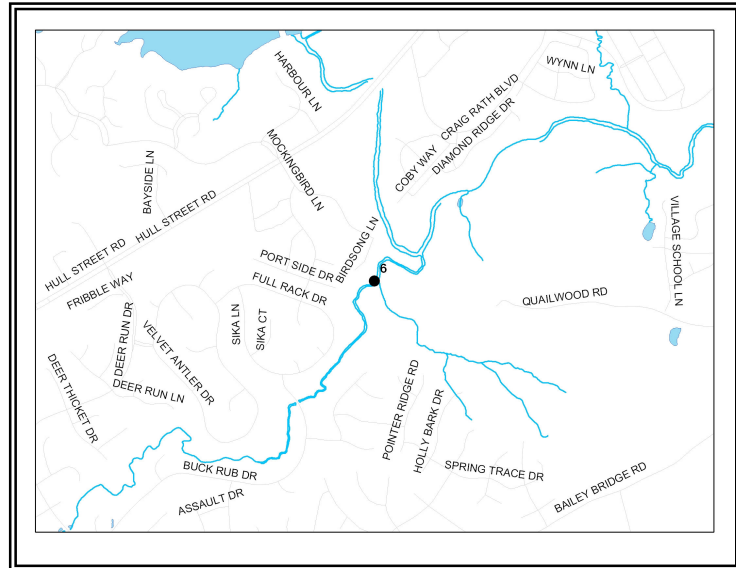 HARBOUR LN
WYNN LN
CRAIG RATH BLVD
COBY WAY
DIAMOND RIDGE DR
MOCKINGBIRD LN
BAYSIDE LN
HULL STREET RD
HULL STREET RD
VILLAGE SCHOOL LN
BIRDSONG LN
PORT SIDE DR
6
FULL RACK DR
FRIBBLE WAY
QUAILWOOD RD
SIKA LN
SIKA CT
DEER RUN DR
VELVET ANTLER DR
DEER RUN LN
DEER THICKET DR
POINTER RIDGE RD
HOLLY BARK DR
BUCK RUB DR
SPRING TRACE DR
ASSAULT DR
BAILEY BRIDGE RD